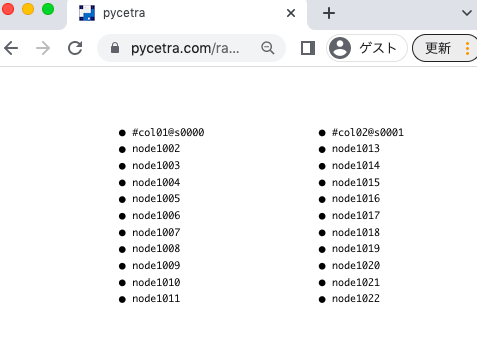 pycetra
pycetra.com/ra...
ゲスト
更新
#col01@s0000
node1002
node1003
node1004
node1005
node1006
node1007
node1008
node1009
node1010
node1011
#col02@s0001
node1013
node1014
node1015
node1016
node1017
node1018
node1019
node1020
node1021
node1022